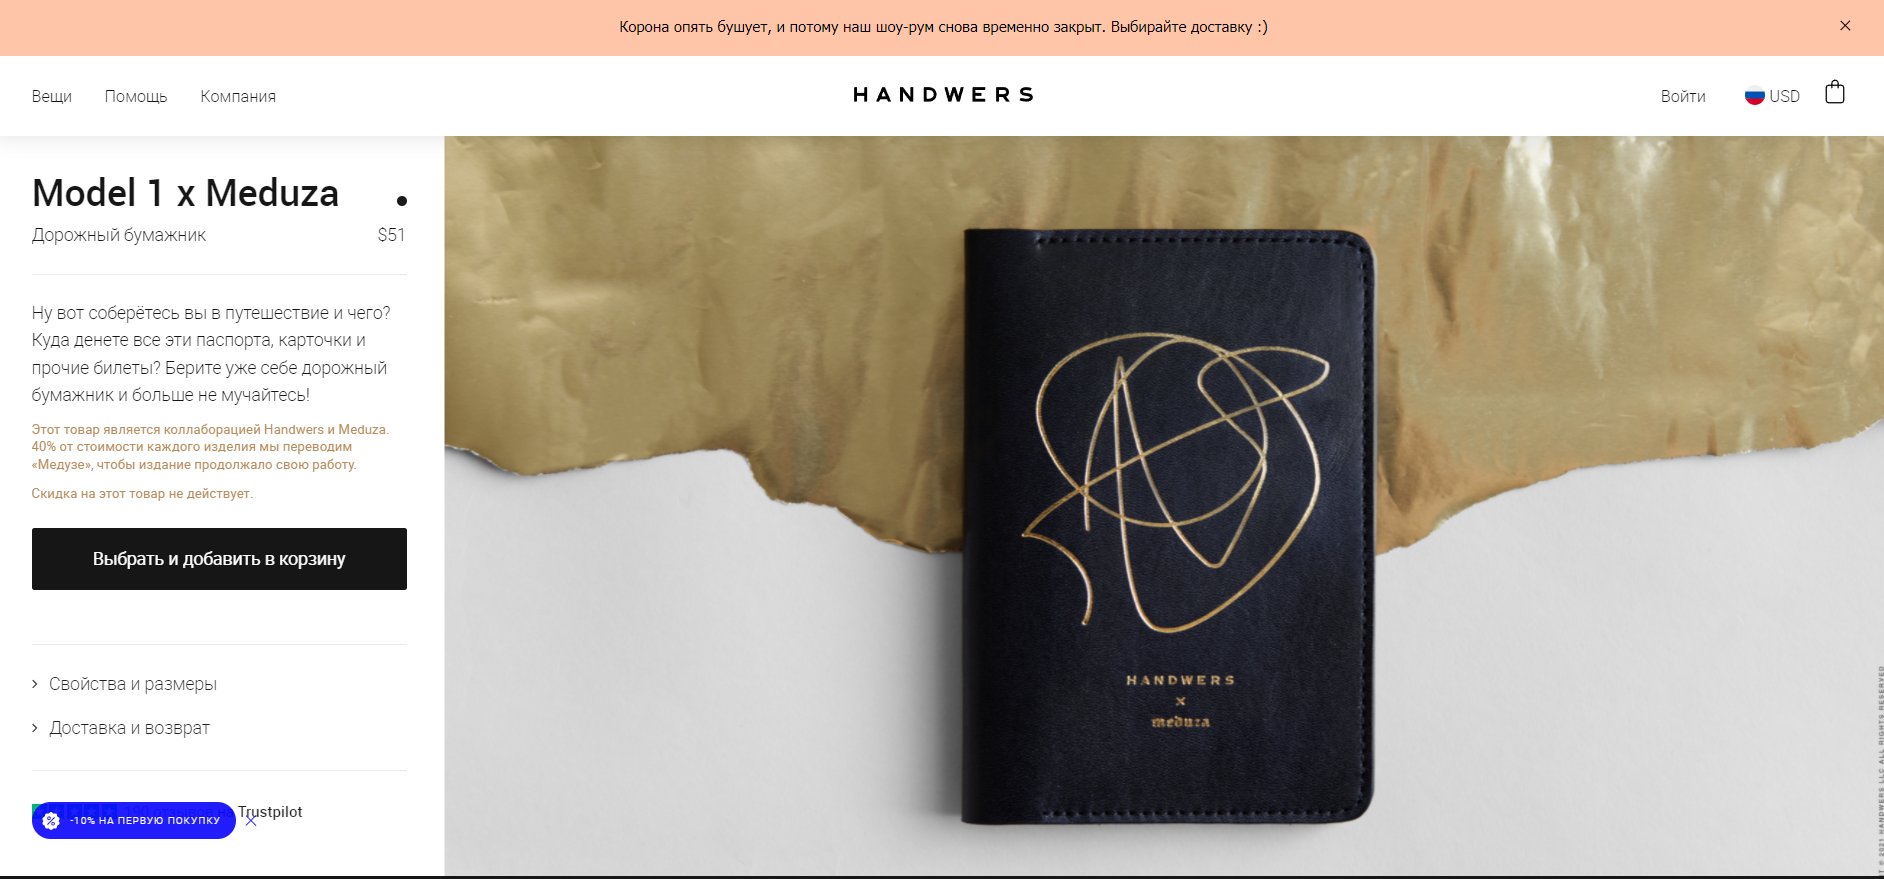 Корона опять бушует, и потому наш шоу-рум снова временно закрыт. Выбирайте доставку :)
Вещи
Помощь
Компания
HANDWERS
Войти
USD
Model 1 x Meduza
Дорожный бумажник
$51
Ну вот соберётесь вы в путешествие и чего?
Куда денете все эти паспорта, карточки и
прочие билеты? Берите уже себе дорожный
бумажник и больше не мучайтесь!
Этот товар является коллаборацией Handwers и Meduza.
40% от стоимости каждого изделия мы переводим
«Медузе», чтобы издание продолжало свою работу.
Скидка на этот товар не действует.
Выбрать и добавить в корзину
Свойства и размеры
Доставка и возврат
Trustpilot
-10% НА ПЕРВУЮ ПОКУПКУ
HANDWERS
x
meduza
© 2021 HANDWERS LLC ALL RIGHTS RESERVED